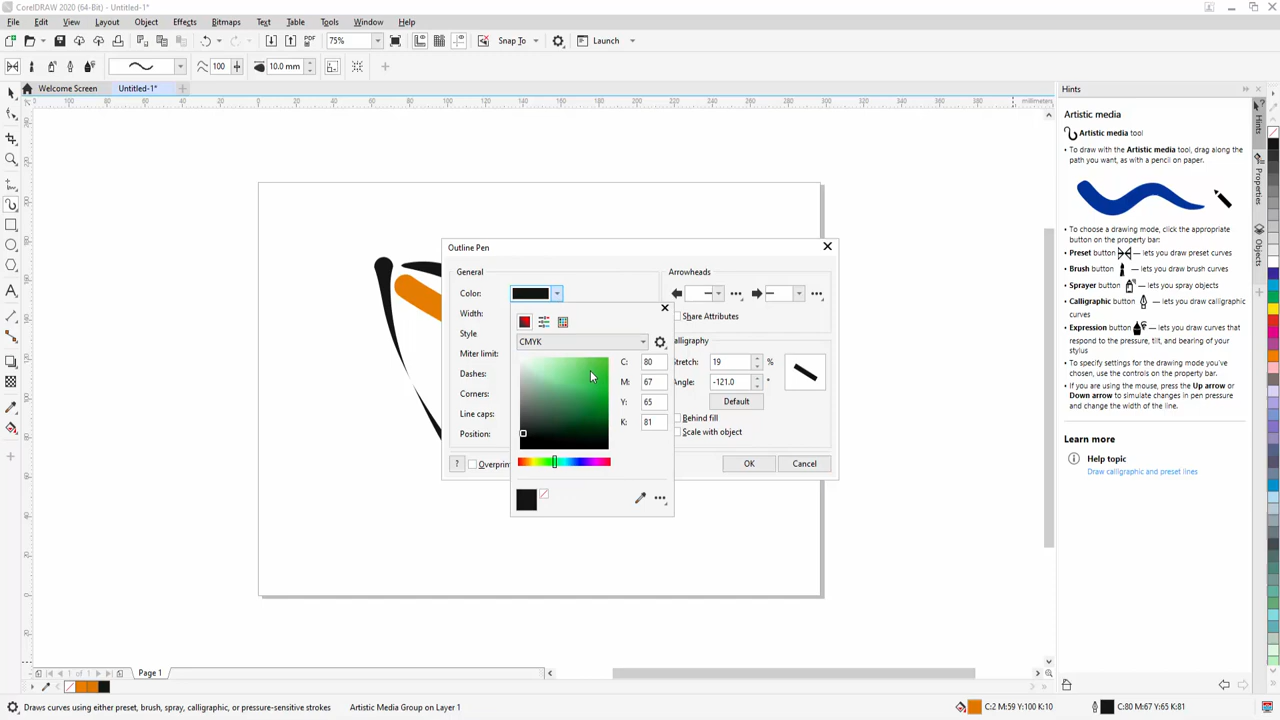 CorelDRAW 2020 (64-Bit) - Untitled-1*
File Edit View Layout Object Effects Bitmaps Text Table Tools Window Help
PDF 75% Snap To Launch
100 10.0 mm
Welcome Screen Untitled-1*
millimeters
Hints
Artistic media
Artistic media tool
• To draw with the Artistic media tool, drag along the
path you want, as with a pencil on paper.
• To choose a drawing mode, click the appropriate
button on the property bar:
• Preset button — lets you draw preset curves
• Brush button — lets you draw brush curves
• Sprayer button — lets you spray objects
• Calligraphic button — lets you draw calligraphic
curves
• Expression button — lets you draw curves that
respond to the pressure, tilt, and bearing of your
stylus
• To specify settings for the drawing mode you've
chosen, use the controls on the property bar.
• If you are using the mouse, press the Up arrow or
Down arrow to simulate changes in pen pressure
and change the width of the line.
Learn more
Help topic
Draw calligraphic and preset lines
Hints
Properties
Objects
Outline Pen
General
Color:
Width:
Style
Miter limit:
Dashes:
Corners:
Line caps:
Position:
? Overprin
CMYK
C: 80
M: 67
Y: 65
K: 81
Arrowheads
Share Attributes
alligraphy
Stretch: 19 %
Angle: -121.0 °
Default
Behind fill
Scale with object
OK Cancel
1 of 1 Page 1
Draws curves using either preset, brush, spray, calligraphic, or pressure-sensitive strokes Artistic Media Group on Layer 1 C:2 M:59 Y:100 K:10 C:80 M:67 Y:65 K:81